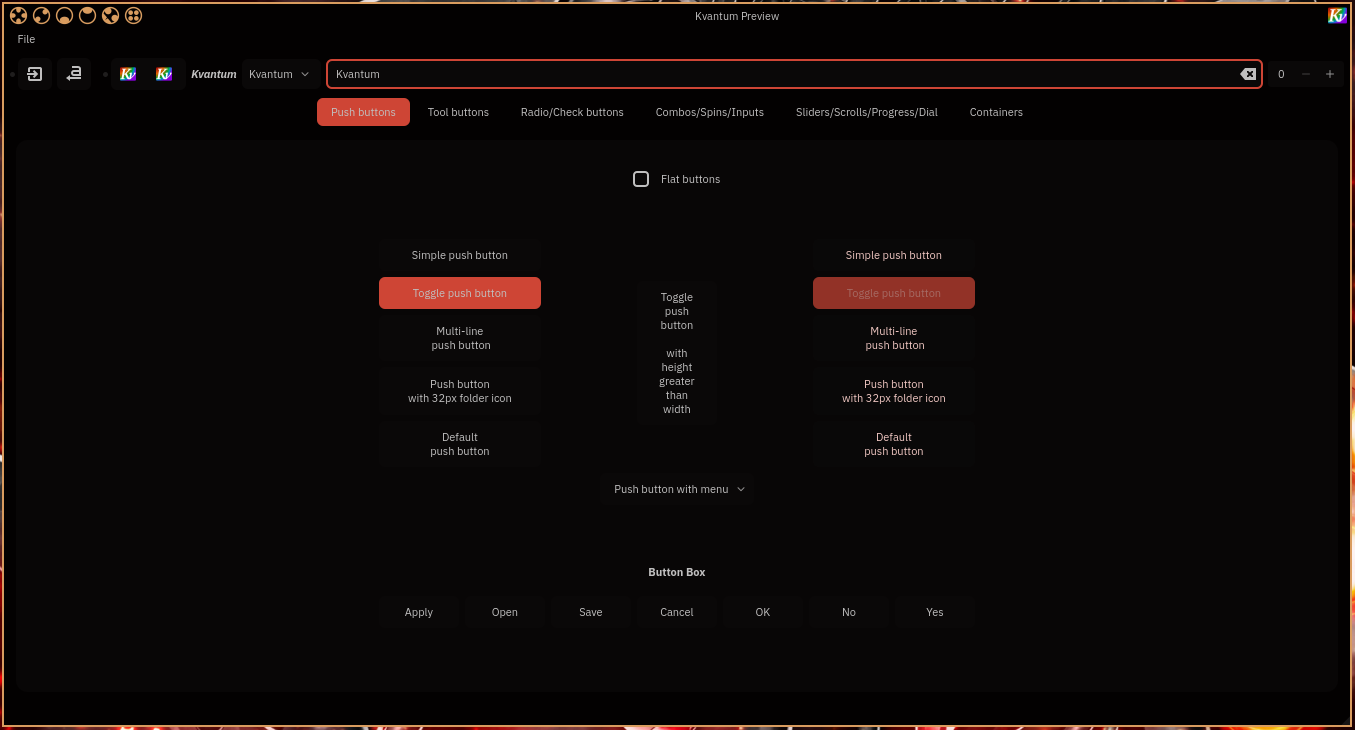 Kvantum Preview
Kv
File
Kv Kv Kvantum Kvantum Kvantum 0
Push buttons Tool buttons Radio/Check buttons Combos/Spins/Inputs Sliders/Scrolls/Progress/Dial Containers
Flat buttons
Simple push button
Toggle push button
Multi-line
push button
Push button
with 32px folder icon
Default
push button
Toggle
push
button
with
height
greater
than
width
Simple push button
Toggle push button
Multi-line
push button
Push button
with 32px folder icon
Default
push button
Push button with menu
Button Box
Apply Open Save Cancel OK No Yes